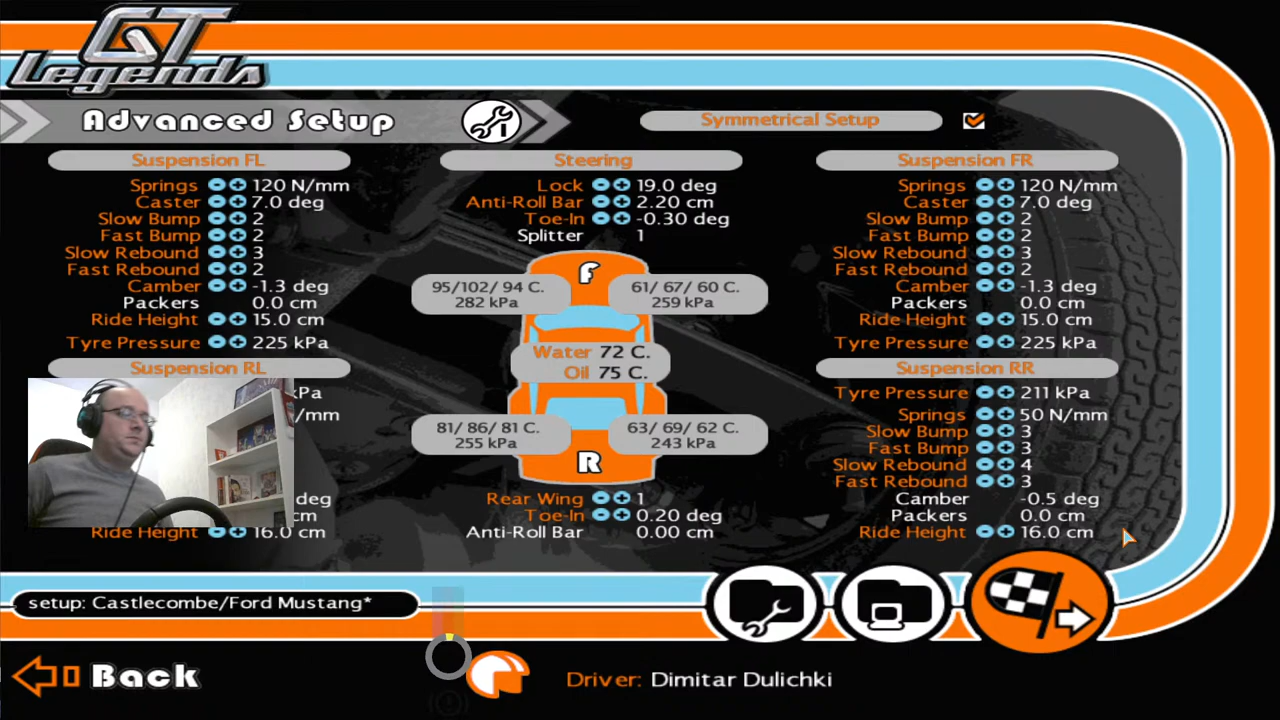 GT
Legends
Advanced Setup
Symmetrical Setup
Suspension FL
Springs 120 N/mm
Caster 7.0 deg
Slow Bump 2
Fast Bump 2
Slow Rebound 3
Fast Rebound 2
Camber -1.3 deg
Packers 0.0 cm
Ride Height 15.0 cm
Tyre Pressure 225 kPa
Suspension RL
kPa
/mm
deg
cm
Ride Height 16.0 cm
Steering
Lock 19.0 deg
Anti-Roll Bar 2.20 cm
Toe-In -0.30 deg
Splitter 1
F
95/102/ 94 C.
282 kPa
61/ 67/ 60 C.
259 kPa
Water 72 C.
Oil 75 C.
81/ 86/ 81 C.
255 kPa
63/ 69/ 62 C.
243 kPa
R
Rear Wing 1
Toe-In 0.20 deg
Anti-Roll Bar 0.00 cm
Suspension FR
Springs 120 N/mm
Caster 7.0 deg
Slow Bump 2
Fast Bump 2
Slow Rebound 3
Fast Rebound 2
Camber -1.3 deg
Packers 0.0 cm
Ride Height 15.0 cm
Tyre Pressure 225 kPa
Suspension RR
Tyre Pressure 211 kPa
Springs 50 N/mm
Slow Bump 3
Fast Bump 3
Slow Rebound 4
Fast Rebound 3
Camber -0.5 deg
Packers 0.0 cm
Ride Height 16.0 cm
setup: Castlecombe/Ford Mustang*
Back
Driver: Dimitar Dulichki